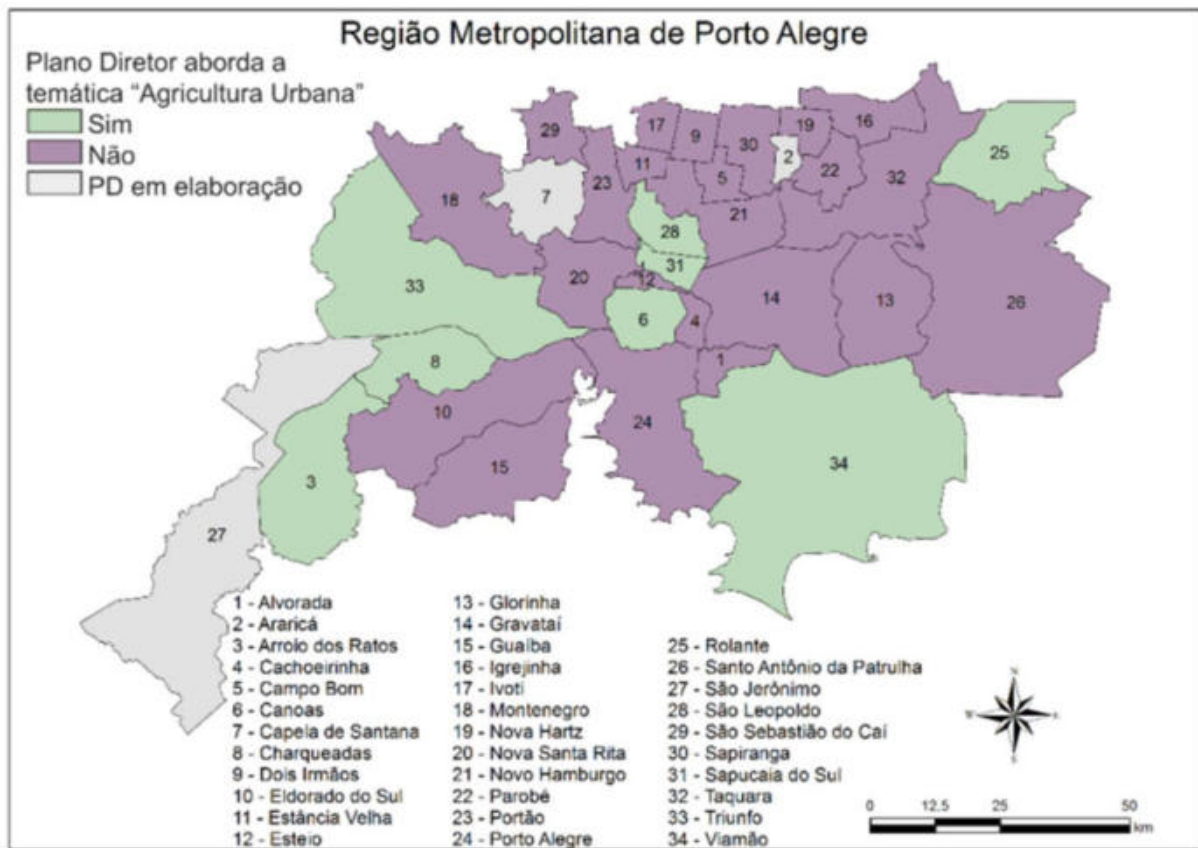 Região Metropolitana de Porto Alegre
Plano Diretor aborda a
temática “Agricultura Urbana”
Sim
Não
PD em elaboração
29
17
9
30
19
16
2
25
11
5
22
32
18
7
23
21
28
31
20
12
33
14
13
26
6
4
8
1
10
24
15
34
3
27
1 - Alvorada
2 - Araricá
3 - Arroio dos Ratos
4 - Cachoeirinha
5 - Campo Bom
6 - Canoas
7 - Capela de Santana
8 - Charqueadas
9 - Dois Irmãos
10 - Eldorado do Sul
11 - Estância Velha
12 - Esteio
13 - Glorinha
14 - Gravataí
15 - Guaíba
16 - Igrejinha
17 - Ivoti
18 - Montenegro
19 - Nova Hartz
20 - Nova Santa Rita
21 - Novo Hamburgo
22 - Parobé
23 - Portão
24 - Porto Alegre
25 - Rolante
26 - Santo Antônio da Patrulha
27 - São Jerônimo
28 - São Leopoldo
29 - São Sebastião do Caí
30 - Sapiranga
31 - Sapucaia do Sul
32 - Taquara
33 - Triunfo
34 - Viamão
0 12.5 25 50
km